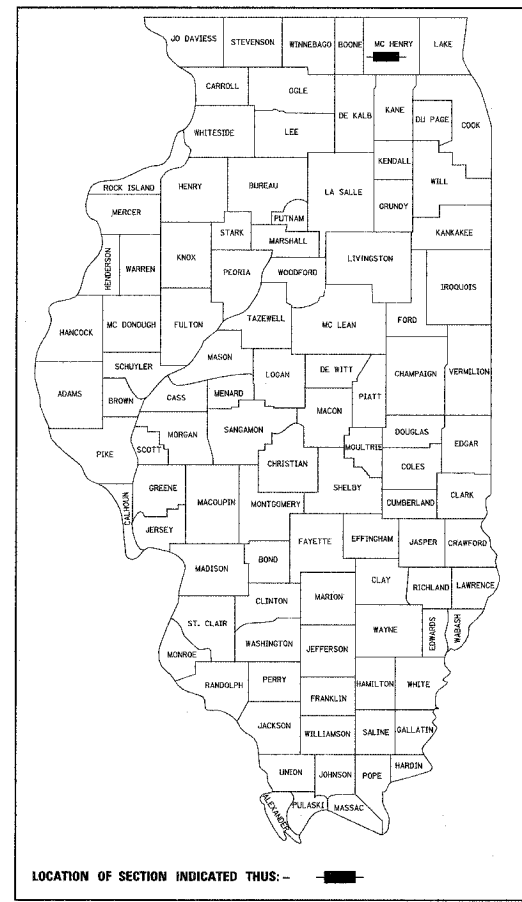 JO DAVIESS
STEVENSON
WINNEBAGO
BOONE
MC HENRY
LAKE
CARROLL
OGLE
DE KALB
KANE
DU PAGE
COOK
WHITESIDE
LEE
KENDALL
WILL
ROCK ISLAND
HENRY
BUREAU
LA SALLE
GRUNDY
MERCER
PUTNAM
KANKAKEE
HENDERSON
WARREN
KNOX
STARK
MARSHALL
PEORIA
WOODFORD
LIVINGSTON
IROQUOIS
HANCOCK
MC DONOUGH
FULTON
TAZEWELL
MC LEAN
FORD
MASON
SCHUYLER
LOGAN
DE WITT
CHAMPAIGN
VERMILION
ADAMS
BROWN
CASS
MENARD
MACON
PIATT
MORGAN
SANGAMON
DOUGLAS
PIKE
SCOTT
CHRISTIAN
MOULTRIE
COLES
EDGAR
CALHOUN
GREENE
MACOUPIN
MONTGOMERY
SHELBY
CUMBERLAND
CLARK
JERSEY
FAYETTE
EFFINGHAM
JASPER
CRAWFORD
MADISON
BOND
CLAY
RICHLAND
LAWRENCE
CLINTON
MARION
ST. CLAIR
WAYNE
EDWARDS
WABASH
MONROE
WASHINGTON
JEFFERSON
RANDOLPH
PERRY
HAMILTON
WHITE
FRANKLIN
JACKSON
WILLIAMSON
SALINE
GALLATIN
UNION
JOHNSON
POPE
HARDIN
ALEXANDER
PULASKI
MASSAC
LOCATION OF SECTION INDICATED THUS: -